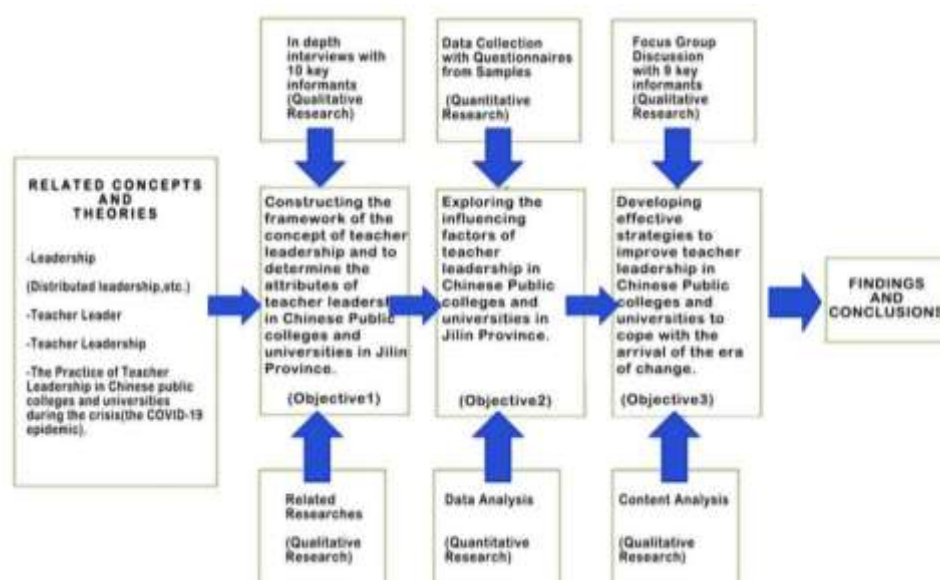 In depth
interviews with
10 key
informants
(Qualitative
Research)
Data Collection
with Questionnaires
from Samples
(Quantitative
Research)
Focus Group
Discussion
with 9 key
informants
(Qualitative
Research)
RELATED CONCEPTS
AND
THEORIES
-Leadership
(Distributed leadership,etc.)
-Teacher Leader
-Teacher Leadership
-The Practice of Teacher
Leadership in Chinese public
colleges and universities
during the crisis(the COVID-19
epidemic).
Constructing the
framework of the
concept of teacher
leadership and to
determine the
attributes of
teacher leadersh
in Chinese Public
colleges and
universities in Jilin
Province.
(Objective1)
Exploring the
influencing
factors of
teacher
leadership in
Chinese Public
colleges and
universities in
Jilin Province.
(Objective2)
Developing
effective
strategies to
improve teacher
leadership in
Chinese Public
colleges and
universities to
cope with the
arrival of the era
of change.
(Objective3)
FINDINGS
AND
CONCLUSIONS
Related
Researches
(Qualitative
Research)
Data Analysis
(Quantitative
Research)
Content Analysis
(Qualitative
Research)